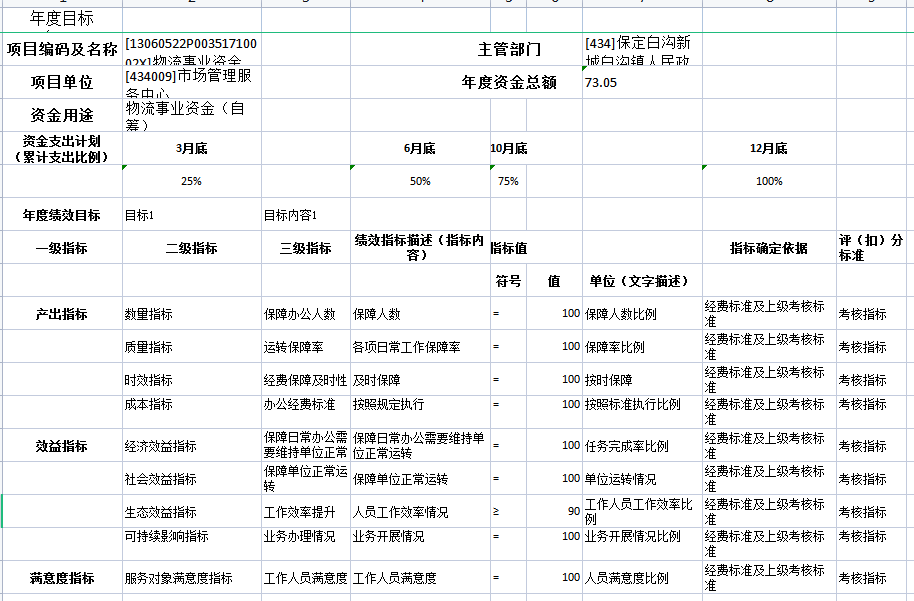 年度目标
项目编码及名称 [13060522P00351710002X]物流事业资金 主管部门 [434]保定白沟新城白沟镇人民政
项目单位 [434009]市场管理服务中心 年度资金总额 73.05
资金用途 物流事业资金（自筹）
资金支出计划（累计支出比例） 3月底 6月底 10月底 12月底
25% 50% 75% 100%
年度绩效目标 目标1 目标内容1
一级指标 二级指标 三级指标 绩效指标描述（指标内容） 指标值 指标确定依据 评（扣）分标准
符号 值 单位（文字描述）
产出指标 数量指标 保障办公人数 保障人数 = 100 保障人数比例 经费标准及上级考核标准 考核指标
质量指标 运转保障率 各项日常工作保障率 = 100 保障率比例 经费标准及上级考核标准 考核指标
时效指标 经费保障及时性 及时保障 = 100 按时保障 经费标准及上级考核标准 考核指标
成本指标 办公经费标准 按照规定执行 = 100 按照标准执行比例 经费标准及上级考核标准 考核指标
效益指标 经济效益指标 保障日常办公需要维持单位正常 保障日常办公需要维持单位正常运转 = 100 任务完成率比例 经费标准及上级考核标准 考核指标
社会效益指标 保障单位正常运转 保障单位正常运转 = 100 单位运转情况 经费标准及上级考核标准 考核指标
生态效益指标 工作效率提升 人员工作效率情况 ≥ 90 工作人员工作效率比例 经费标准及上级考核标准 考核指标
可持续影响指标 业务办理情况 业务开展情况 = 100 业务开展情况比例 经费标准及上级考核标准 考核指标
满意度指标 服务对象满意度指标 工作人员满意度 工作人员满意度 = 100 人员满意度比例 经费标准及上级考核标准 考核指标